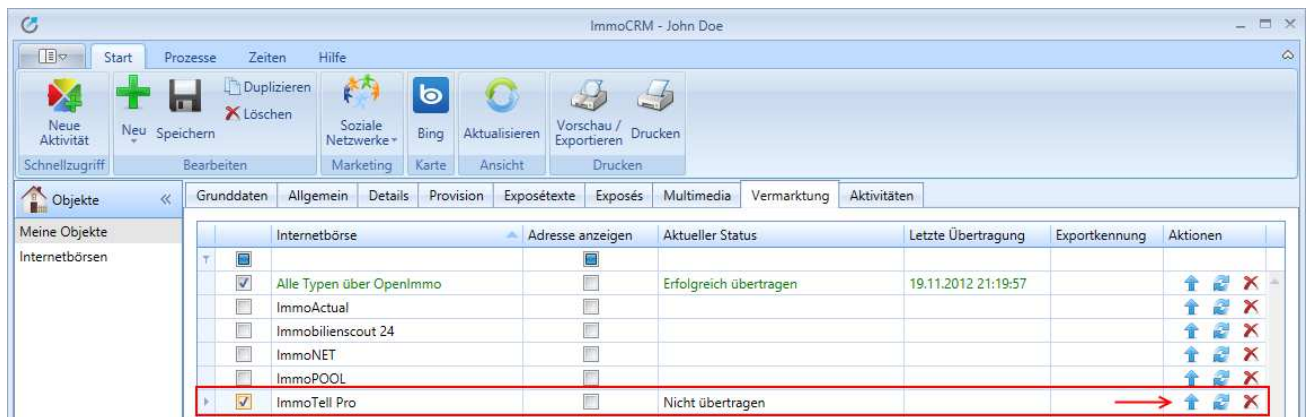 ImmoCRM - John Doe
Start Prozesse Zeiten Hilfe
Neue Aktivität
Neu
Speichern
Duplizieren
Löschen
Soziale Netzwerke
Bing
Aktualisieren
Vorschau / Exportieren
Drucken
Schnellzugriff Bearbeiten Marketing Karte Ansicht Drucken
Objekte «
Meine Objekte
Internetbörsen
Grunddaten Allgemein Details Provision Exposétexte Exposés Multimedia Vermarktung Aktivitäten
Internetbörse Adresse anzeigen Aktueller Status Letzte Übertragung Exportkennung Aktionen
Alle Typen über OpenImmo Erfolgreich übertragen 19.11.2012 21:19:57
ImmoActual
Immobilienscout 24
ImmoNET
ImmoPOOL
ImmoTell Pro Nicht übertragen